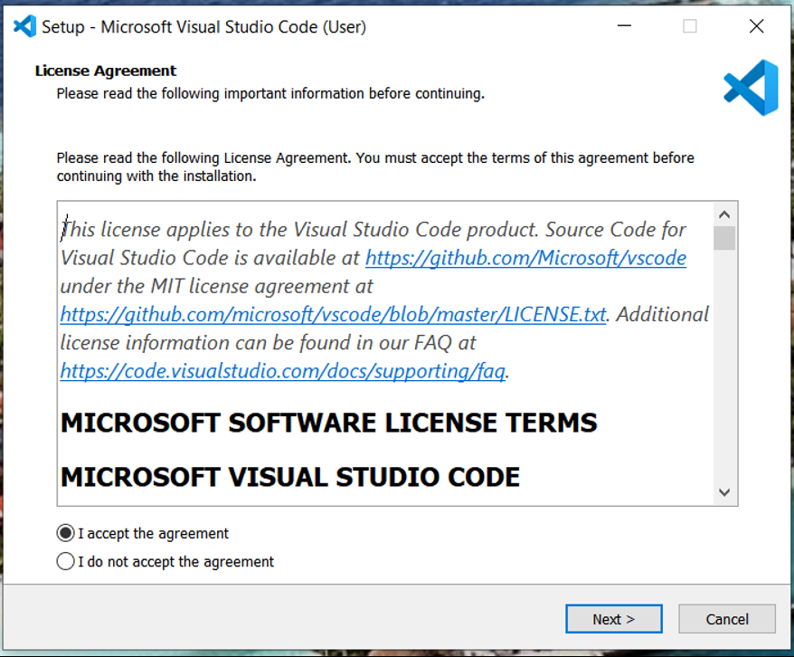 Setup - Microsoft Visual Studio Code (User)
License Agreement
Please read the following important information before continuing.
Please read the following License Agreement. You must accept the terms of this agreement before
continuing with the installation.
This license applies to the Visual Studio Code product. Source Code for
Visual Studio Code is available at https://github.com/Microsoft/vscode
under the MIT license agreement at
https://github.com/microsoft/vscode/blob/master/LICENSE.txt. Additional
license information can be found in our FAQ at
https://code.visualstudio.com/docs/supporting/faq.
MICROSOFT SOFTWARE LICENSE TERMS
MICROSOFT VISUAL STUDIO CODE
I accept the agreement
I do not accept the agreement
Next >
Cancel